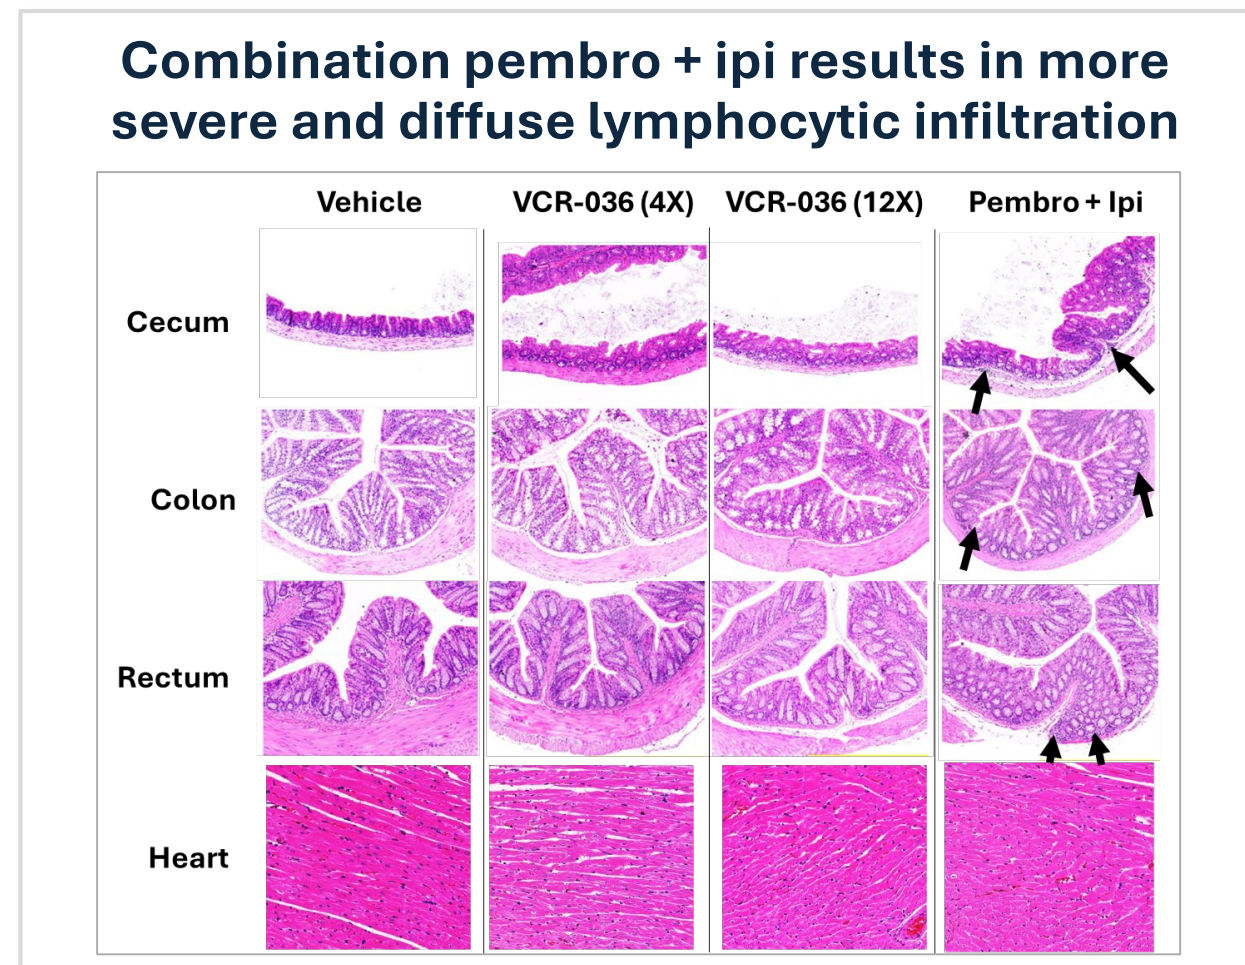 Combination pembro + ipi results in more
severe and diffuse lymphocytic infiltration
Vehicle
VCR-036 (4X)
VCR-036 (12X)
Pembro + Ipi
Cecum
Colon
Rectum
Heart